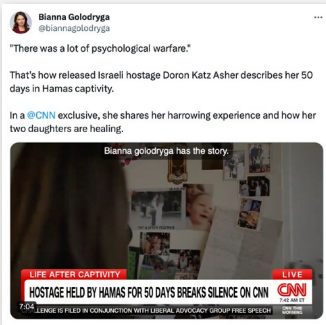 Bianna Golodryga
@biannagolodryga
"There was a lot of psychological warfare."
That's how released Israeli hostage Doron Katz Asher describes her 50
days in Hamas captivity.
In a @CNN exclusive, she shares her harrowing experience and how her
two daughters are healing.
Bianna golodryga has the story.
LIFE AFTER CAPTIVITY
LIVE
HOSTAGE HELD BY HAMAS FOR 50 DAYS BREAKS SILENCE ON CNN
CNN
7:42 AM ET
7:04
LLENGE IS FILED IN CONJUNCTION WITH LIBERAL ADVOCACY GROUP FREE SPEECH
CNN THIS
MORNING